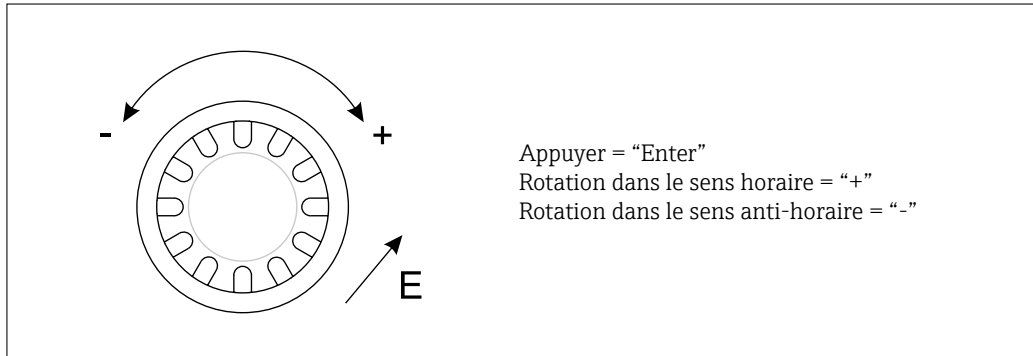 -
+
E
Appuyer = “Enter”
Rotation dans le sens horaire = “+”
Rotation dans le sens anti-horaire = “-”